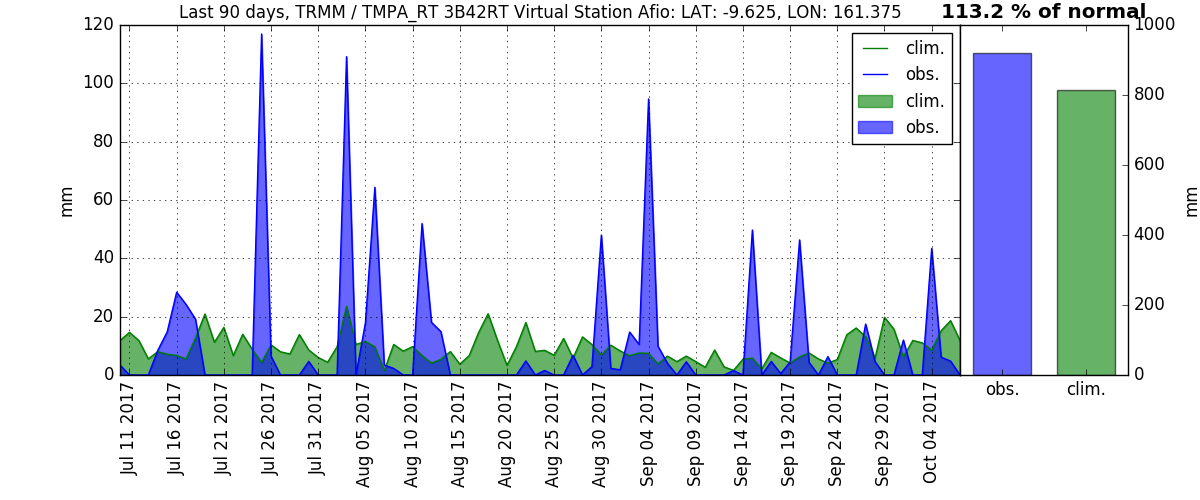 Last 90 days, TRMM / TMPA_RT 3B42RT Virtual Station Afio: LAT: -9.625, LON: 161.375
113.2 % of normal
120
100
80
60
40
20
0
mm
clim.
obs.
clim.
obs.
1000
800
600
400
200
0
mm
obs.
clim.
Jul 11 2017
Jul 16 2017
Jul 21 2017
Jul 26 2017
Jul 31 2017
Aug 05 2017
Aug 10 2017
Aug 15 2017
Aug 20 2017
Aug 25 2017
Aug 30 2017
Sep 04 2017
Sep 09 2017
Sep 14 2017
Sep 19 2017
Sep 24 2017
Sep 29 2017
Oct 04 2017